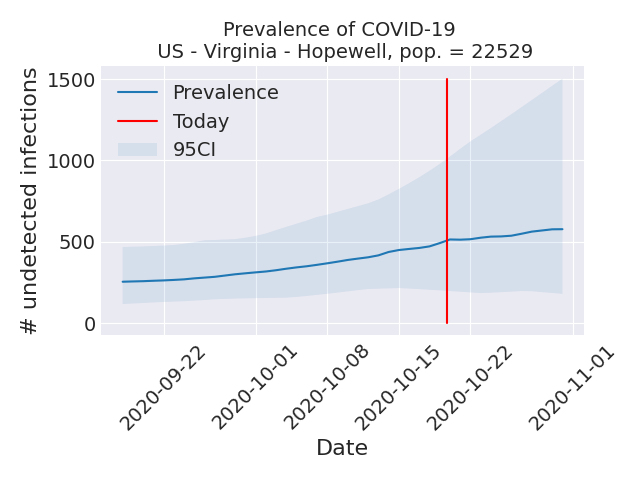 Prevalence of COVID-19
US - Virginia - Hopewell, pop. = 22529
# undetected infections
1500
1000
500
0
Prevalence
Today
95CI
2020-09-22
2020-10-01
2020-10-08
2020-10-15
2020-10-22
2020-11-01
Date